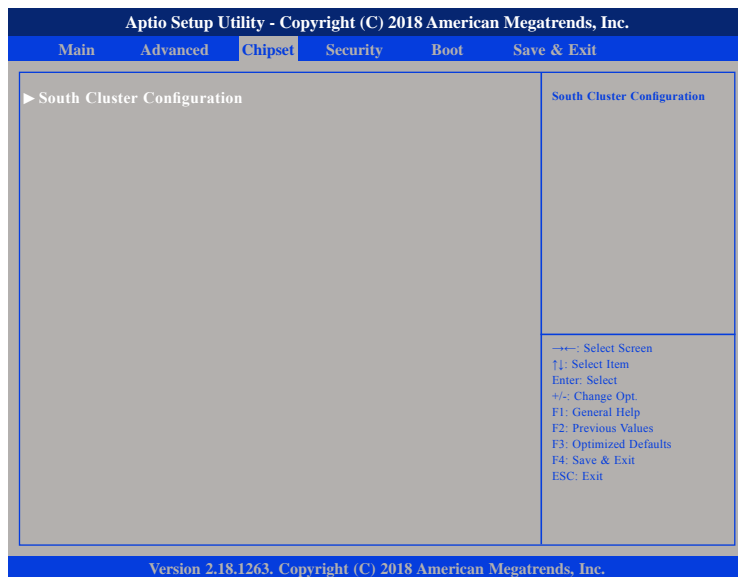 Aptio Setup Utility - Copyright (C) 2018 American Megatrends, Inc.
Main Advanced Chipset Security Boot Save & Exit
▶ South Cluster Configuration
South Cluster Configuration
→←: Select Screen
↑↓: Select Item
Enter: Select
+/-: Change Opt.
F1: General Help
F2: Previous Values
F3: Optimized Defaults
F4: Save & Exit
ESC: Exit
Version 2.18.1263. Copyright (C) 2018 American Megatrends, Inc.